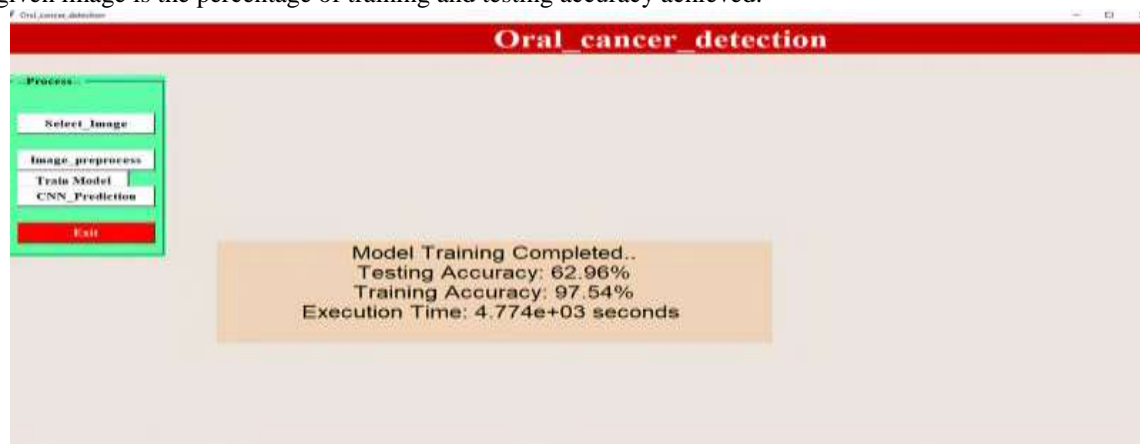 given image is the percentage of training and testing accuracy achieved.
Oral_cancer_detection
Oral_cancer_detection
..Process..
Select_Image
Image_preprocess
Train Model
CNN_Prediction
Exit
Model Training Completed..
Testing Accuracy: 62.96%
Training Accuracy: 97.54%
Execution Time: 4.774e+03 seconds